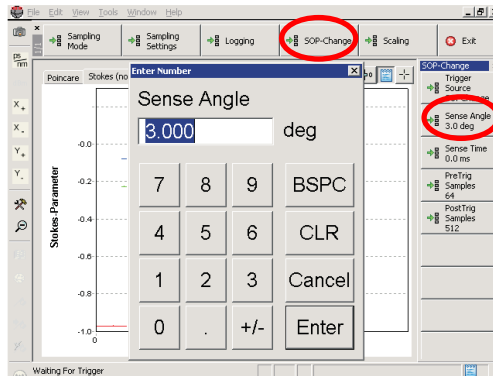 File Edit View Tools Window Help
Sampling Mode
Sampling Settings
Logging
SOP-Change
Scaling
Exit
ps/nm
Poincare Stokes (no
Enter Number
Sense Angle
3.000 deg
7 8 9 BSPC
4 5 6 CLR
1 2 3 Cancel
0 . +/- Enter
SOP-Change
Trigger
Source
SOP-Change
Sense Angle
3.0 deg
Sense Time
0.0 ms
PreTrig
Samples
64
PostTrig
Samples
512
X+
X-
Y+
Y-
Stokes-Parameter
-0.0
-0.2
-0.4
-0.6
-0.8
-1.0
0
Waiting For Trigger